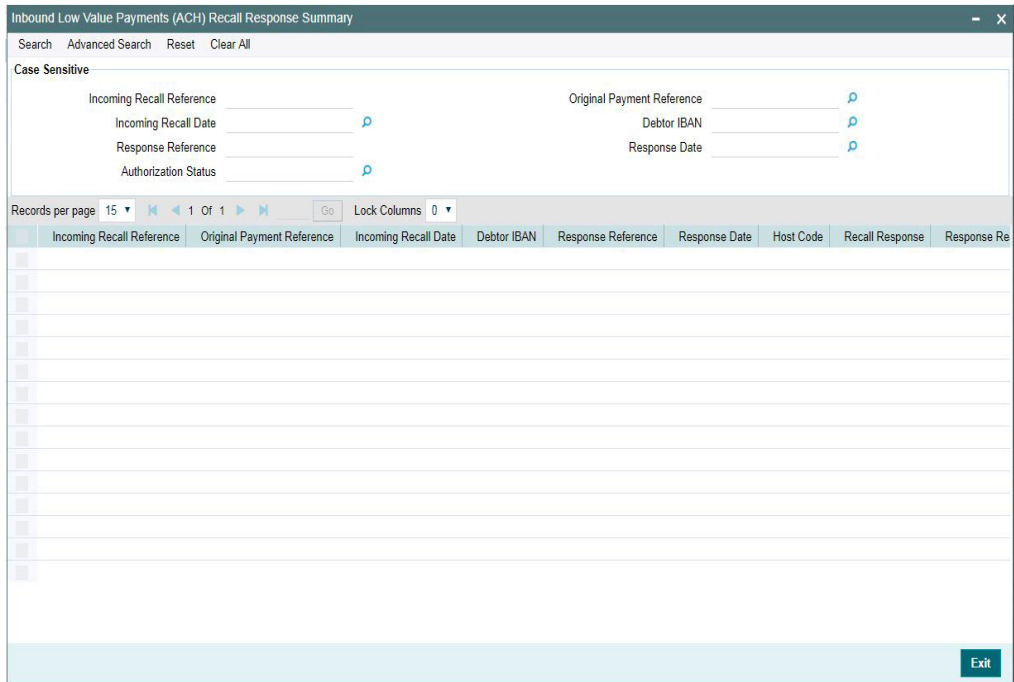 Inbound Low Value Payments (ACH) Recall Response Summary
Search Advanced Search Reset Clear All
Case Sensitive
Incoming Recall Reference Original Payment Reference
Incoming Recall Date Debtor IBAN
Response Reference Response Date
Authorization Status
Records per page 15 1 Of 1 Go Lock Columns 0
Incoming Recall Reference Original Payment Reference Incoming Recall Date Debtor IBAN Response Reference Response Date Host Code Recall Response Response Re
Exit